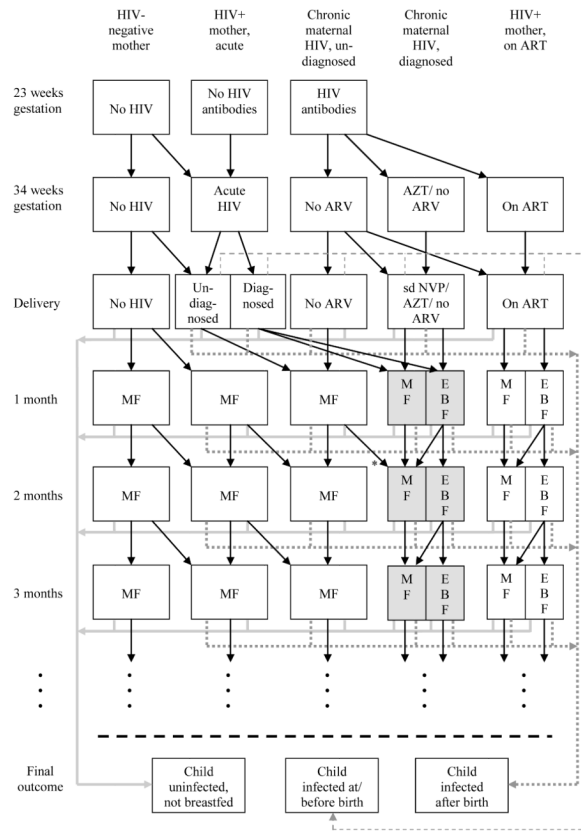 HIV-
negative
mother
HIV+
mother,
acute
Chronic
maternal
HIV, un-
diagnosed
Chronic
maternal
HIV,
diagnosed
HIV+
mother,
on ART
23 weeks
gestation
No HIV
No HIV
antibodies
HIV
antibodies
34 weeks
gestation
No HIV
Acute
HIV
No ARV
AZT/ no
ARV
On ART
Delivery
No HIV
Un-
diag-
nosed
Diag-
nosed
No ARV
sd NVP/
AZT/ no
ARV
On ART
1 month
MF
MF
MF
M
F
E
B
F
M
F
E
B
F
*
2 months
MF
MF
MF
M
F
E
B
F
M
F
E
B
F
3 months
MF
MF
MF
M
F
E
B
F
M
F
E
B
F
Final
outcome
Child
uninfected,
not breastfed
Child
infected at/
before birth
Child
infected
after birth